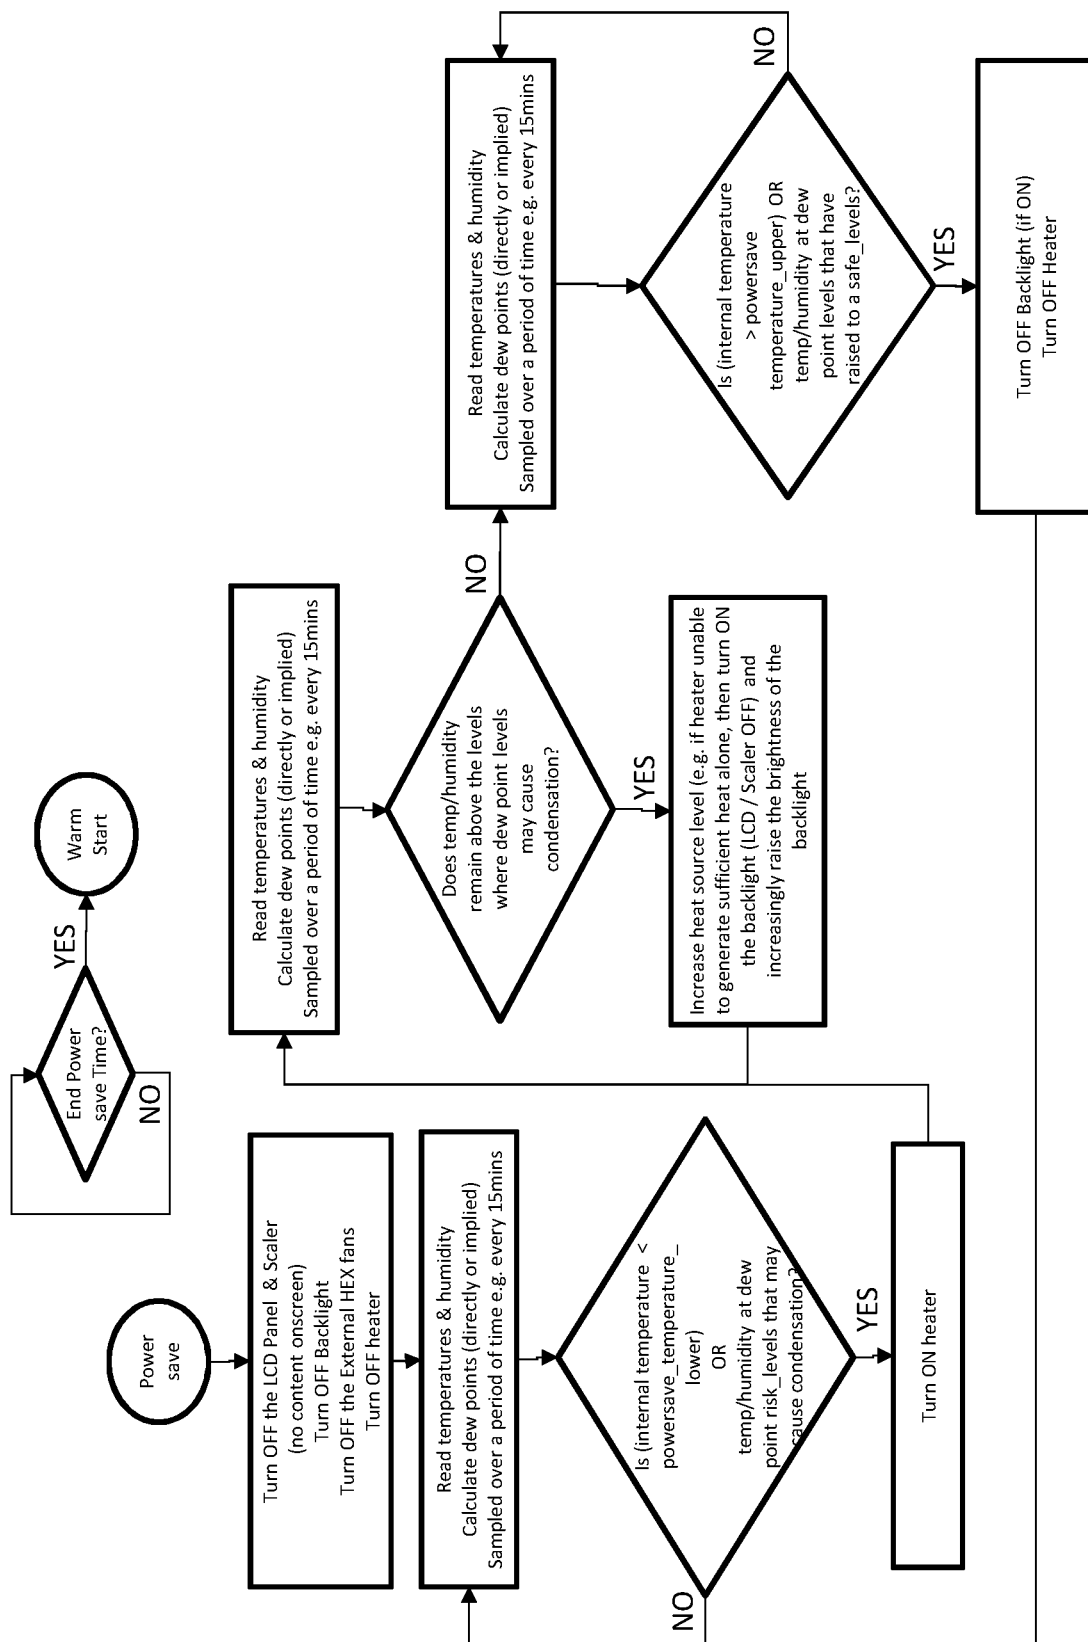 Power
save
Turn OFF the LCD Panel & Scaler
(no content onscreen)
Turn OFF Backlight
Turn OFF the External HEX fans
Turn OFF heater
Read temperatures & humidity
Calculate dew points (directly or implied)
Sampled over a period of time e.g. every 15mins
Is (internal temperature <
powersave_temperature_
lower)
OR
temp/humidity at dew
point risk_levels that may
cause condensation?
NO
YES
Turn ON heater
End Power
save Time?
NO
YES
Warm
Start
Read temperatures & humidity
Calculate dew points (directly or implied)
Sampled over a period of time e.g. every 15mins
Does temp/humidity
remain above the levels
where dew point levels
may cause
condensation?
NO
YES
Increase heat source level (e.g. if heater unable
to generate sufficient heat alone, then turn ON
the backlight (LCD / Scaler OFF) and
increasingly raise the brightness of the
backlight
Read temperatures & humidity
Calculate dew points (directly or implied)
Sampled over a period of time e.g. every 15mins
Is (internal temperature
> powersave
temperature_upper) OR
temp/humidity at dew
point levels that have
raised to a safe_levels?
NO
YES
Turn OFF Backlight (if ON)
Turn OFF Heater